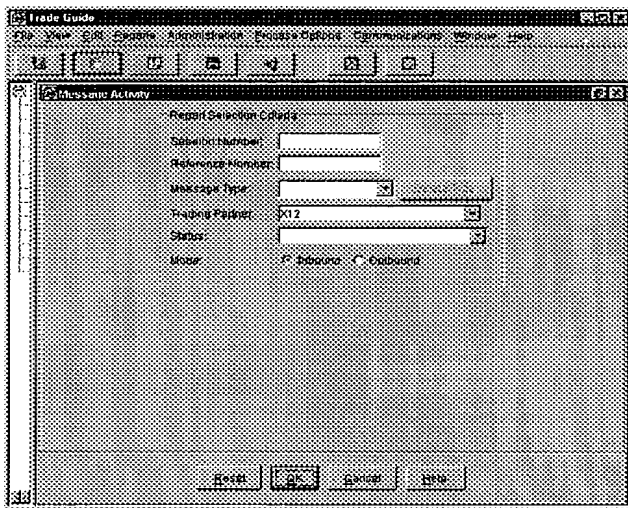 Trade Guide
File View Edit Reports Administration Process Options Communications Window Help
Message Activity
Report Selection Criteria
Session Number:
Reference Number:
Message Type:
Trading Partner: X12
Status:
Mode: Inbound Outbound
Reset OK Cancel Help